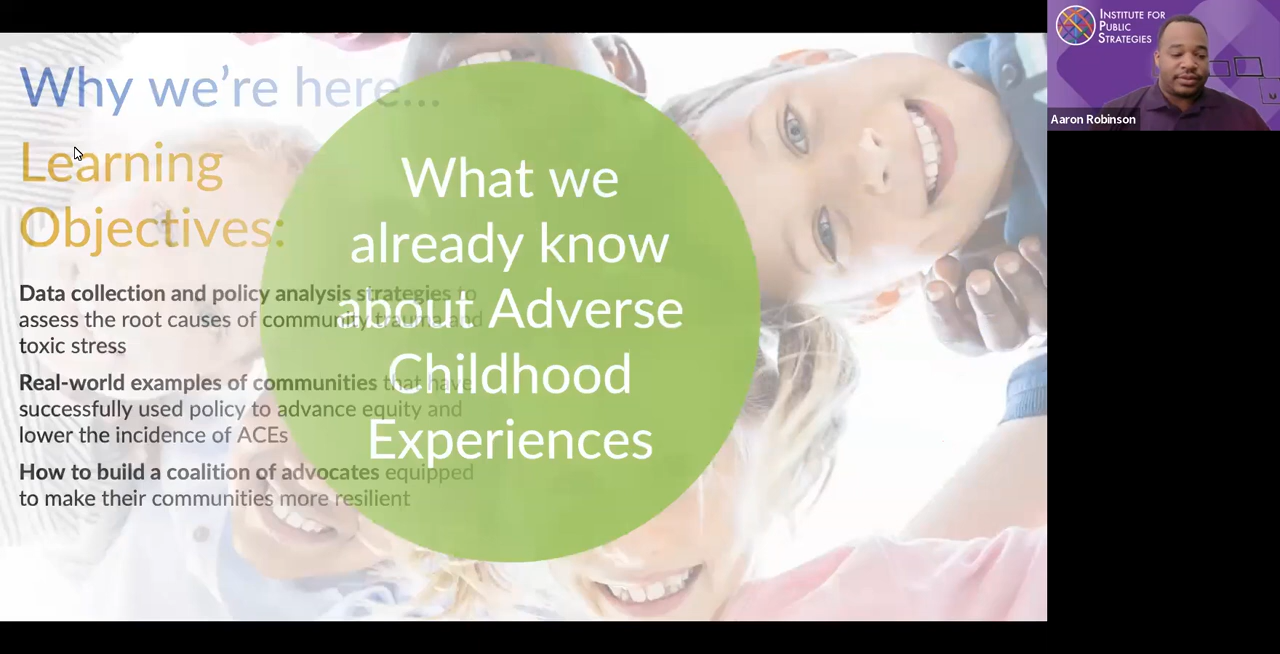 Why we’re here...
Learning
Objectives:
Data collection and policy analysis strategies to
assess the root causes of community trauma and
toxic stress
Real-world examples of communities that have
successfully used policy to advance equity and
lower the incidence of ACEs
How to build a coalition of advocates equipped
to make their communities more resilient
What we
already know
about Adverse
Childhood
Experiences
INSTITUTE FOR
PUBLIC
STRATEGIES
Aaron Robinson